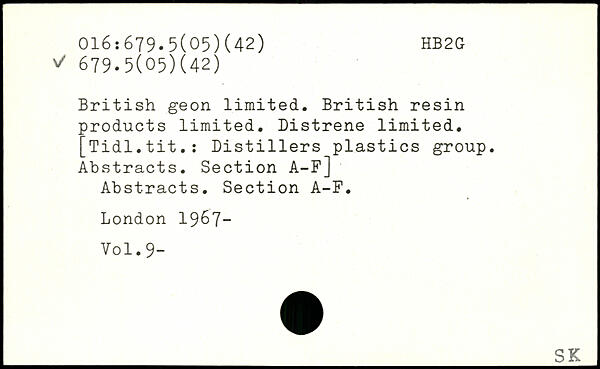 016:679.5(05)(42) HB2G
✓ 679.5(05)(42)
British geon limited. British resin
products limited. Distrene limited.
[Tidl.tit.: Distillers plastics group.
Abstracts. Section A-F]
Abstracts. Section A-F.
London 1967-
Vol.9-
SK